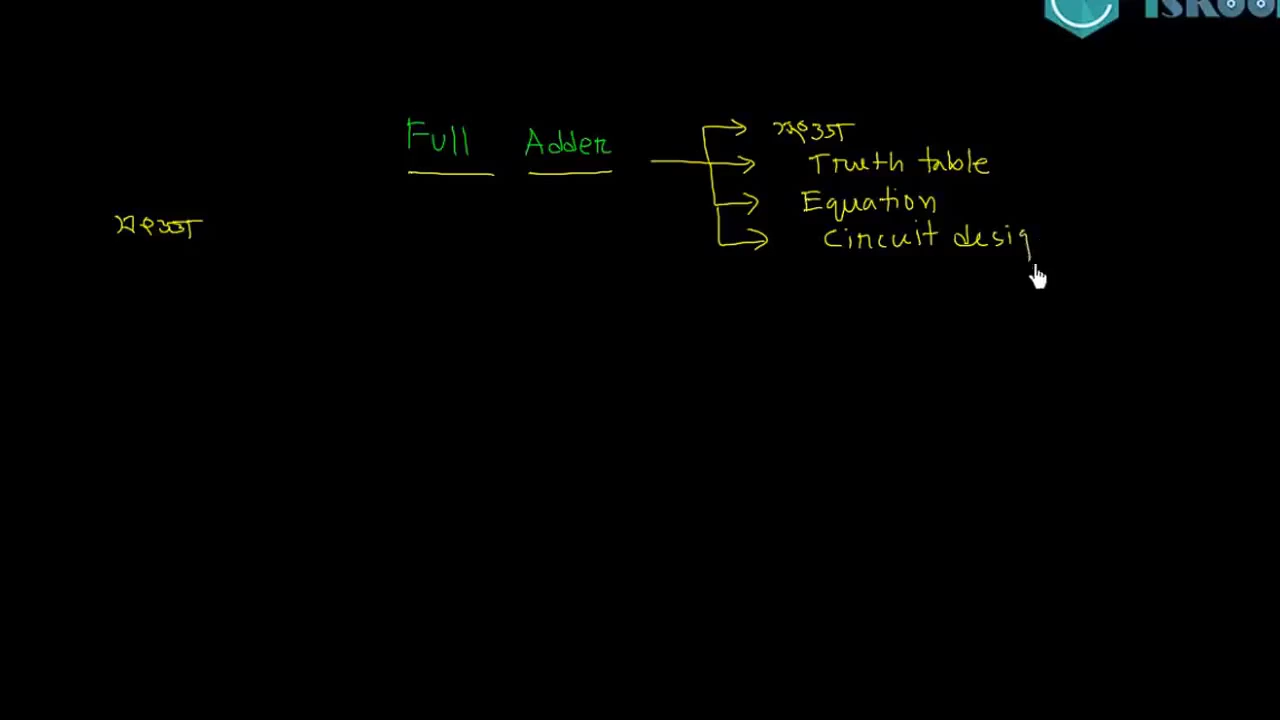 Full Adder
সংজ্ঞা
Truth table
Equation
Circuit desig
সংজ্ঞা